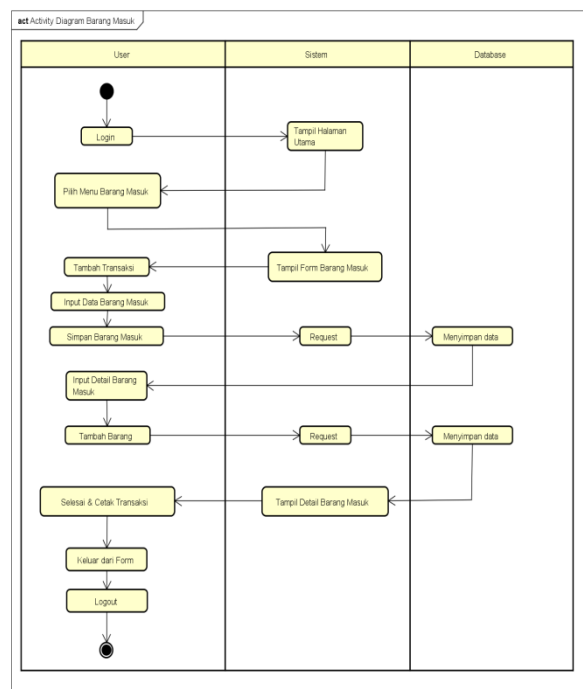 act Activity Diagram Barang Masuk
User
Sistem
Database
Login
Tampil Halaman
Utama
Pilih Menu Barang Masuk
Tampil Form Barang Masuk
Tambah Transaksi
Input Data Barang Masuk
Simpan Barang Masuk
Request
Menyimpan data
Input Detail Barang
Masuk
Tambah Barang
Request
Menyimpan data
Selesai & Cetak Transaksi
Tampil Detail Barang Masuk
Keluar dari Form
Logout